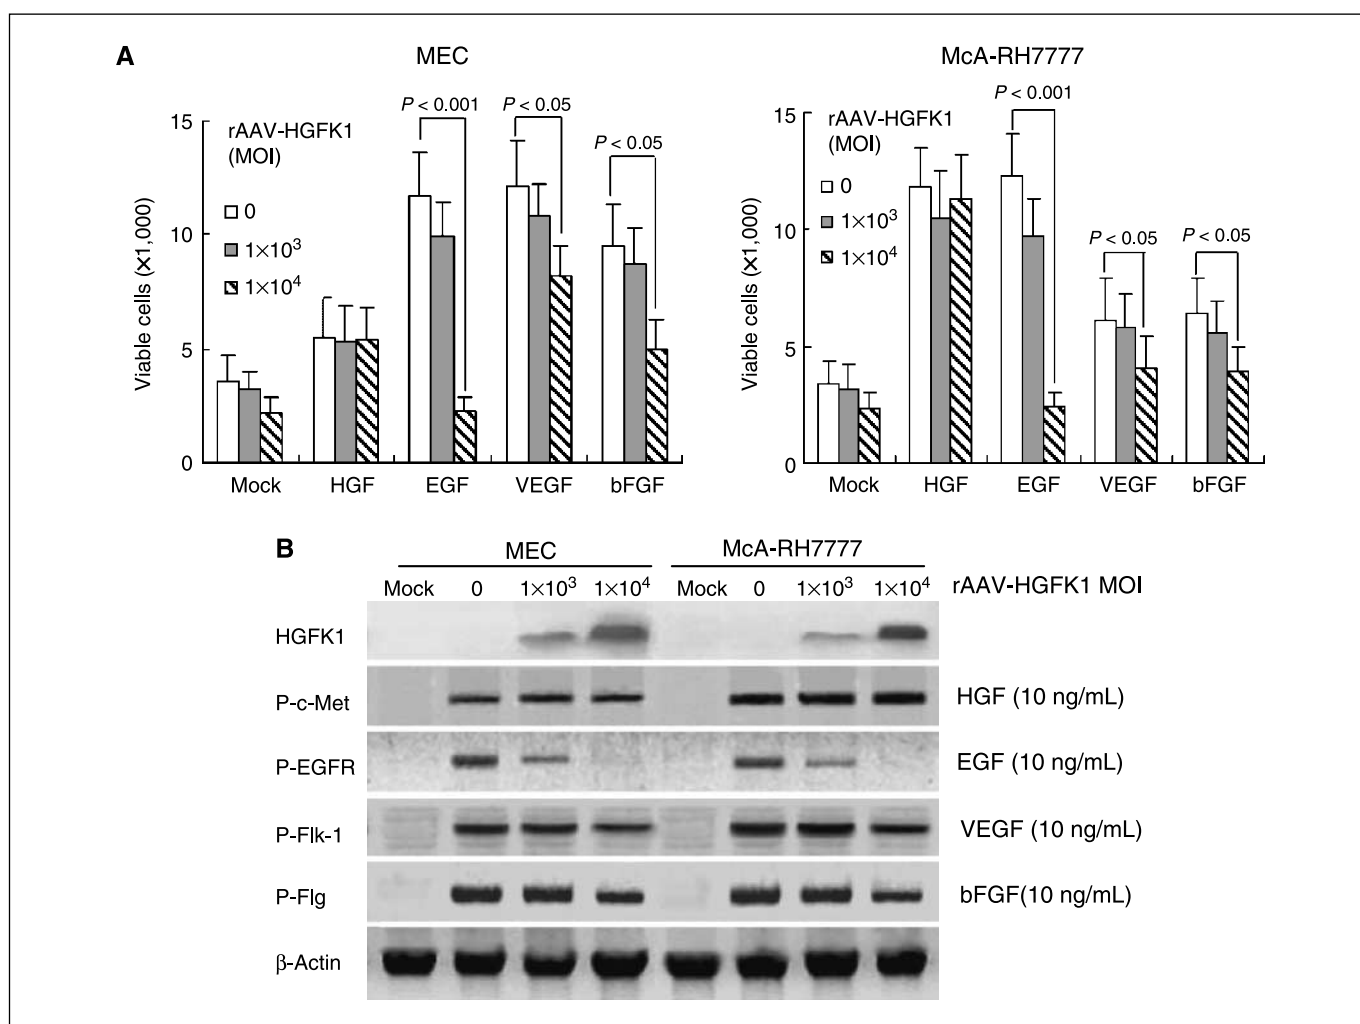 A
MEC
McA-RH7777
P < 0.001
P < 0.05
P < 0.05
15
10
5
0
Viable cells (×1,000)
rAAV-HGFK1
(MOI)
0
1×10³
1×10⁴
Mock HGF EGF VEGF bFGF
P < 0.001
P < 0.05
P < 0.05
15
10
5
0
Viable cells (×1,000)
rAAV-HGFK1
(MOI)
0
1×10³
1×10⁴
Mock HGF EGF VEGF bFGF
B
MEC McA-RH7777
Mock 0 1×10³ 1×10⁴ Mock 0 1×10³ 1×10⁴ rAAV-HGFK1 MOI
HGFK1
P-c-Met HGF (10 ng/mL)
P-EGFR EGF (10 ng/mL)
P-Flk-1 VEGF (10 ng/mL)
P-Flg bFGF(10 ng/mL)
β-Actin